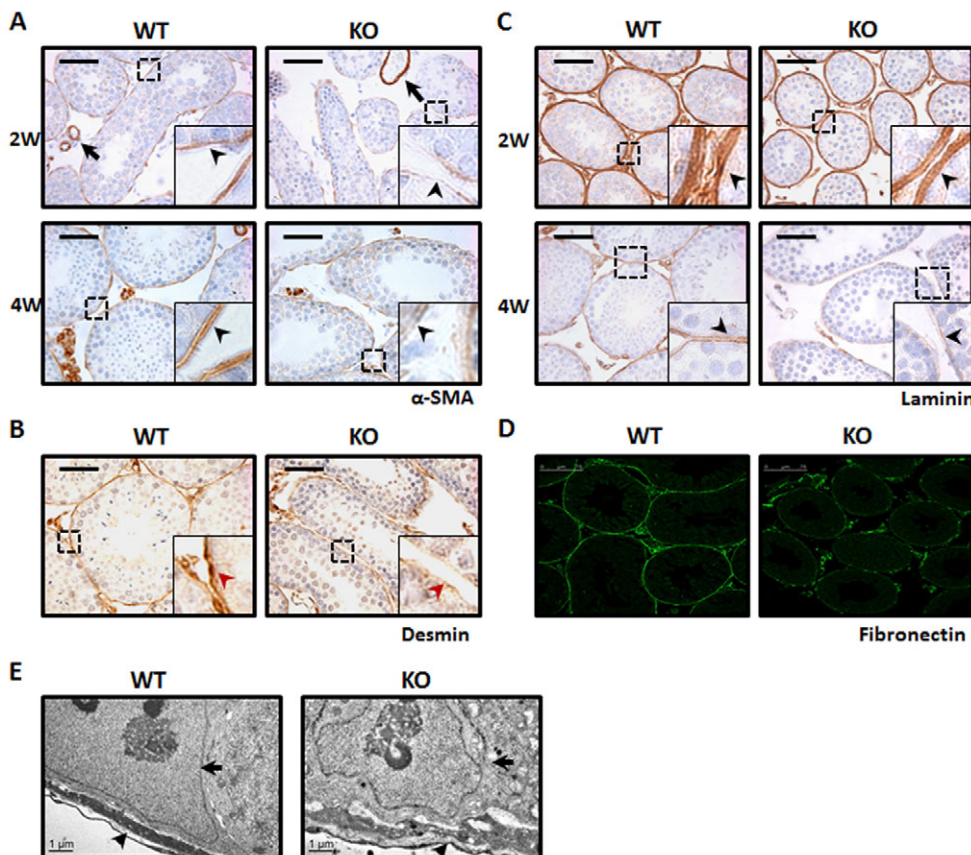 A WT KO
2W
4W
α-SMA
B WT KO
Desmin
C WT KO
2W
4W
Laminin
D WT KO
Fibronectin
E WT KO
1 μm 1 μm